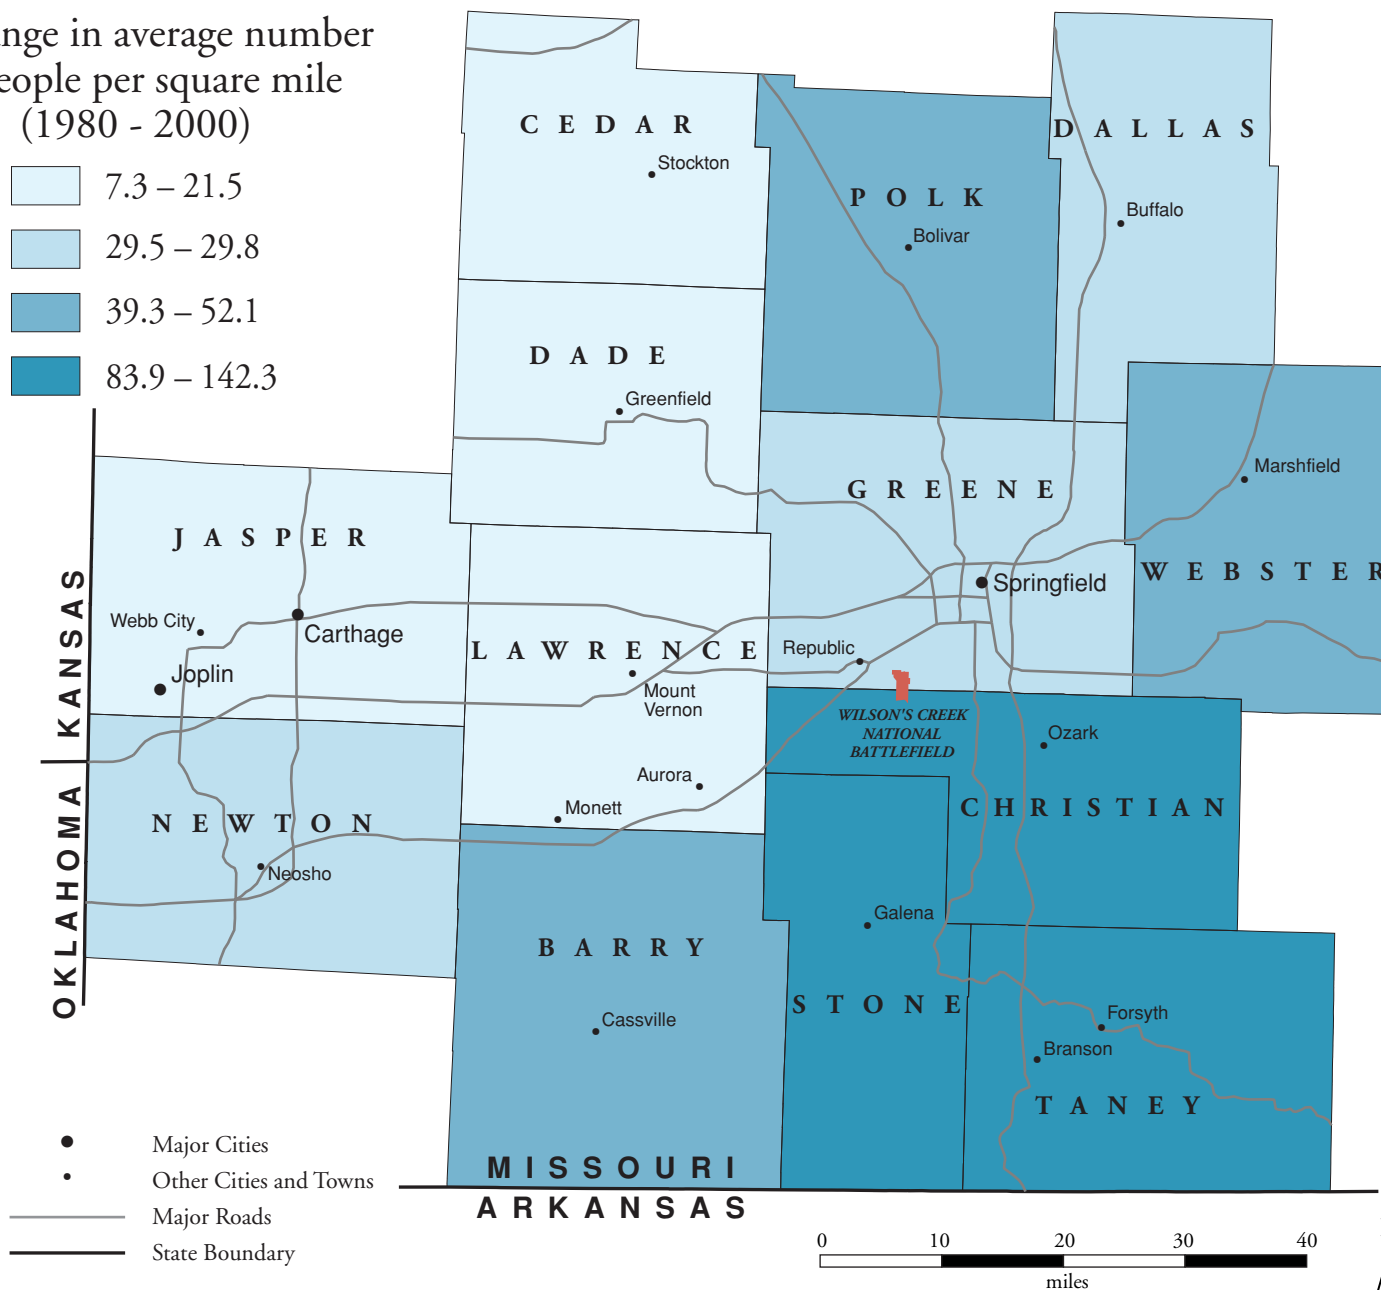 nge in average number
eople per square mile
(1980 - 2000)
7.3 – 21.5
29.5 – 29.8
39.3 – 52.1
83.9 – 142.3
CEDAR
Stockton
POLK
Bolivar
DALLAS
Buffalo
DADE
Greenfield
GREENE
Springfield
Republic
Marshfield
WEBSTER
JASPER
Webb City
Carthage
Joplin
LAWRENCE
Mount
Vernon
Aurora
Monett
WILSON'S CREEK
NATIONAL
BATTLEFIELD
Ozark
CHRISTIAN
NEWTON
Neosho
BARRY
Cassville
Galena
STONE
Forsyth
Branson
TANEY
KANSAS
OKLAHOMA
MISSOURI
ARKANSAS
Major Cities
Other Cities and Towns
Major Roads
State Boundary
0 10 20 30 40
miles